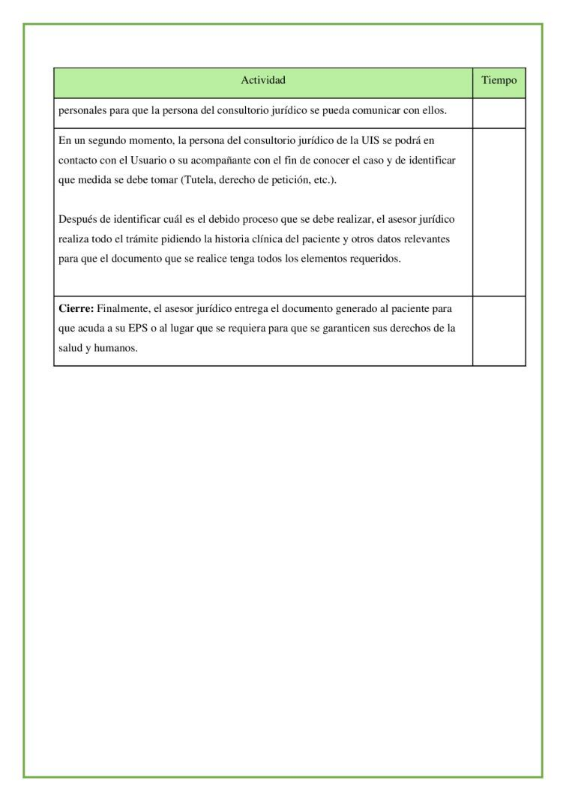 Actividad Tiempo
personales para que la persona del consultorio jurídico se pueda comunicar con ellos.
En un segundo momento, la persona del consultorio jurídico de la UIS se podrá en
contacto con el Usuario o su acompañante con el fin de conocer el caso y de identificar
que medida se debe tomar (Tutela, derecho de petición, etc.).
Después de identificar cuál es el debido proceso que se debe realizar, el asesor jurídico
realiza todo el trámite pidiendo la historia clínica del paciente y otros datos relevantes
para que el documento que se realice tenga todos los elementos requeridos.
Cierre: Finalmente, el asesor jurídico entrega el documento generado al paciente para
que acuda a su EPS o al lugar que se requiera para que se garanticen sus derechos de la
salud y humanos.